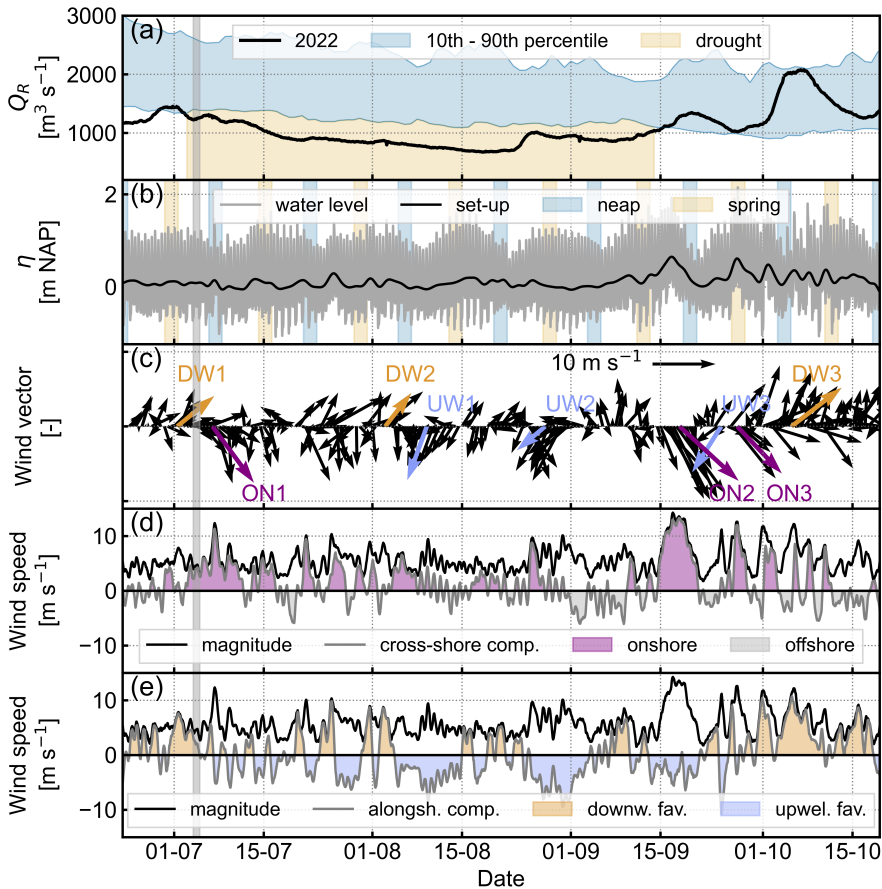 (a)
2022
10th - 90th percentile
drought
3000
2000
1000
Q_R
[m³ s⁻¹]
(b)
water level
set-up
neap
spring
2
0
η
[m NAP]
(c)
10 m s⁻¹
DW1
DW2
DW3
UW1
UW2
UW3
ON1
ON2
ON3
Wind vector
[-]
(d)
10
0
−10
Wind speed
[m s⁻¹]
magnitude
cross-shore comp.
onshore
offshore
(e)
10
0
−10
Wind speed
[m s⁻¹]
magnitude
alongsh. comp.
downw. fav.
upwel. fav.
01-07
15-07
01-08
15-08
01-09
15-09
01-10
15-10
Date